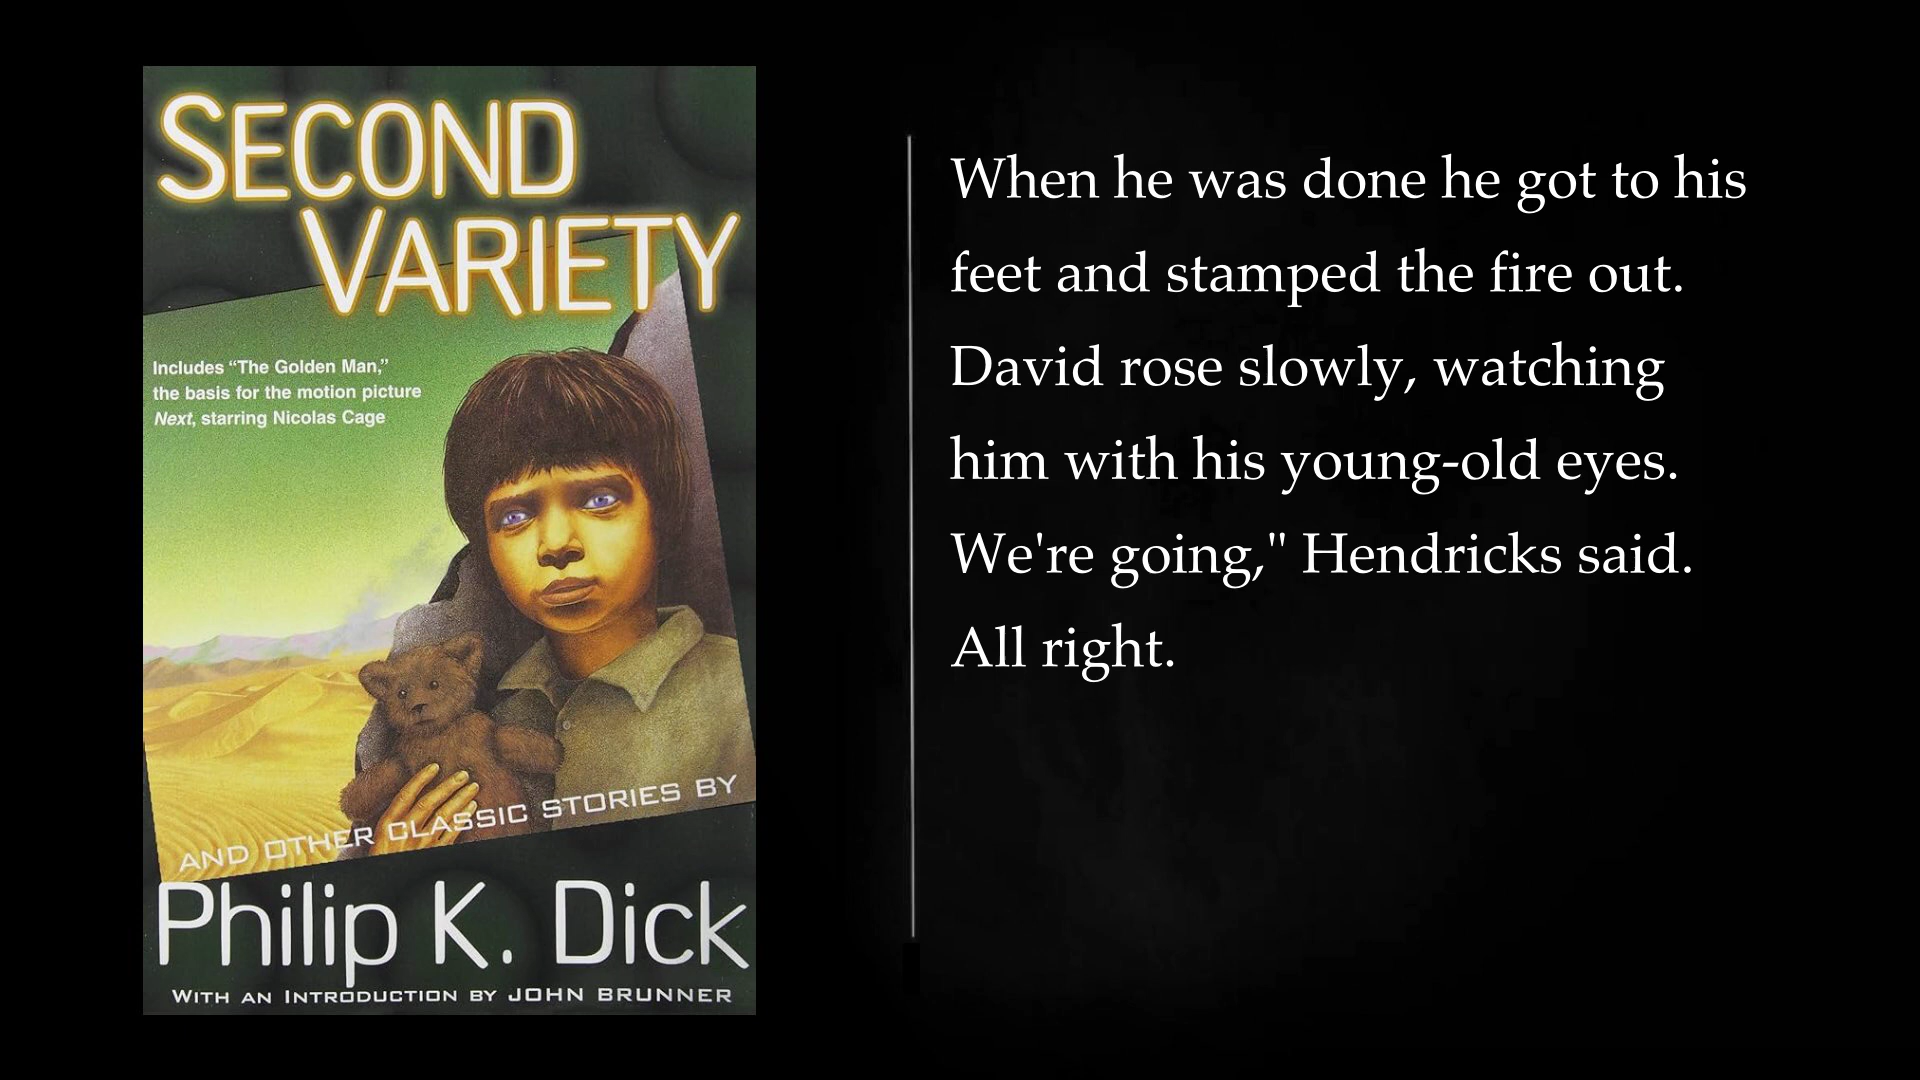 SECOND
VARIETY
Includes “The Golden Man,”
the basis for the motion picture
Next, starring Nicolas Cage
AND OTHER CLASSIC STORIES BY
Philip K. Dick
WITH AN INTRODUCTION BY JOHN BRUNNER
When he was done he got to his
feet and stamped the fire out.
David rose slowly, watching
him with his young-old eyes.
We're going," Hendricks said.
All right.